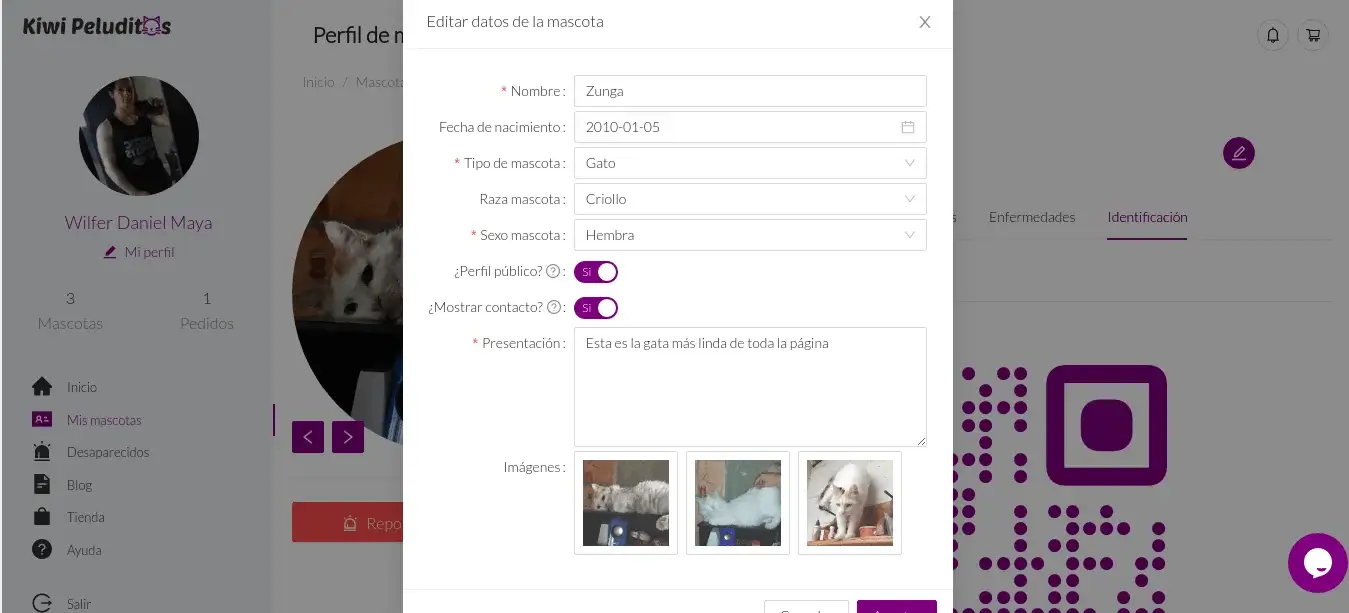 Kiwi Peluditos
Wilfer Daniel Maya
Mi perfil
3
Mascotas
1
Pedidos
Inicio
Mis mascotas
Desaparecidos
Blog
Tienda
Ayuda
Salir
Perfil de
Inicio / Mascota
Repo
Editar datos de la mascota
* Nombre: Zunga
Fecha de nacimiento: 2010-01-05
* Tipo de mascota: Gato
Raza mascota: Criollo
* Sexo mascota: Hembra
¿Perfil público? ?: Si
¿Mostrar contacto? ?: Si
* Presentación: Esta es la gata más linda de toda la página
Imágenes:
Enfermedades
Identificación